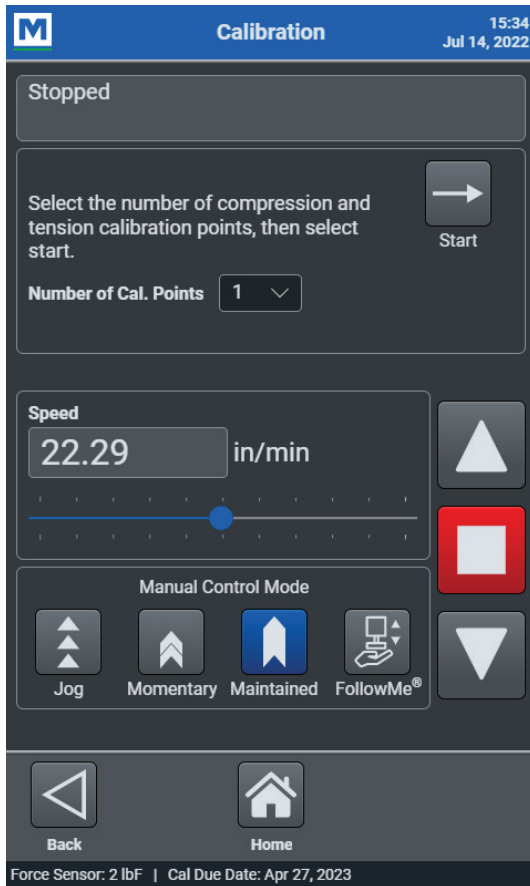 M
Calibration
15:34
Jul 14, 2022
Stopped
Select the number of compression and
tension calibration points, then select
start.
Start
Number of Cal. Points 1
Speed
22.29 in/min
Manual Control Mode
Jog Momentary Maintained FollowMe®
Back Home
Force Sensor: 2 lbF | Cal Due Date: Apr 27, 2023